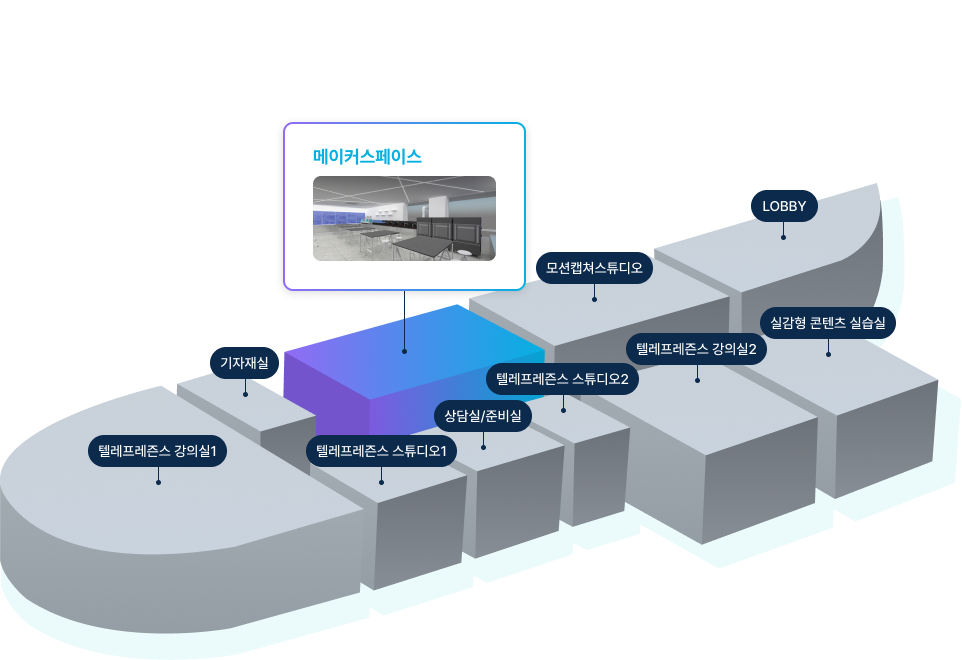 메이커스페이스
LOBBY
모션캡쳐스튜디오
실감형 콘텐츠 실습실
텔레프레즌스 강의실2
기자재실
텔레프레즌스 스튜디오2
상담실/준비실
텔레프레즌스 강의실1
텔레프레즌스 스튜디오1